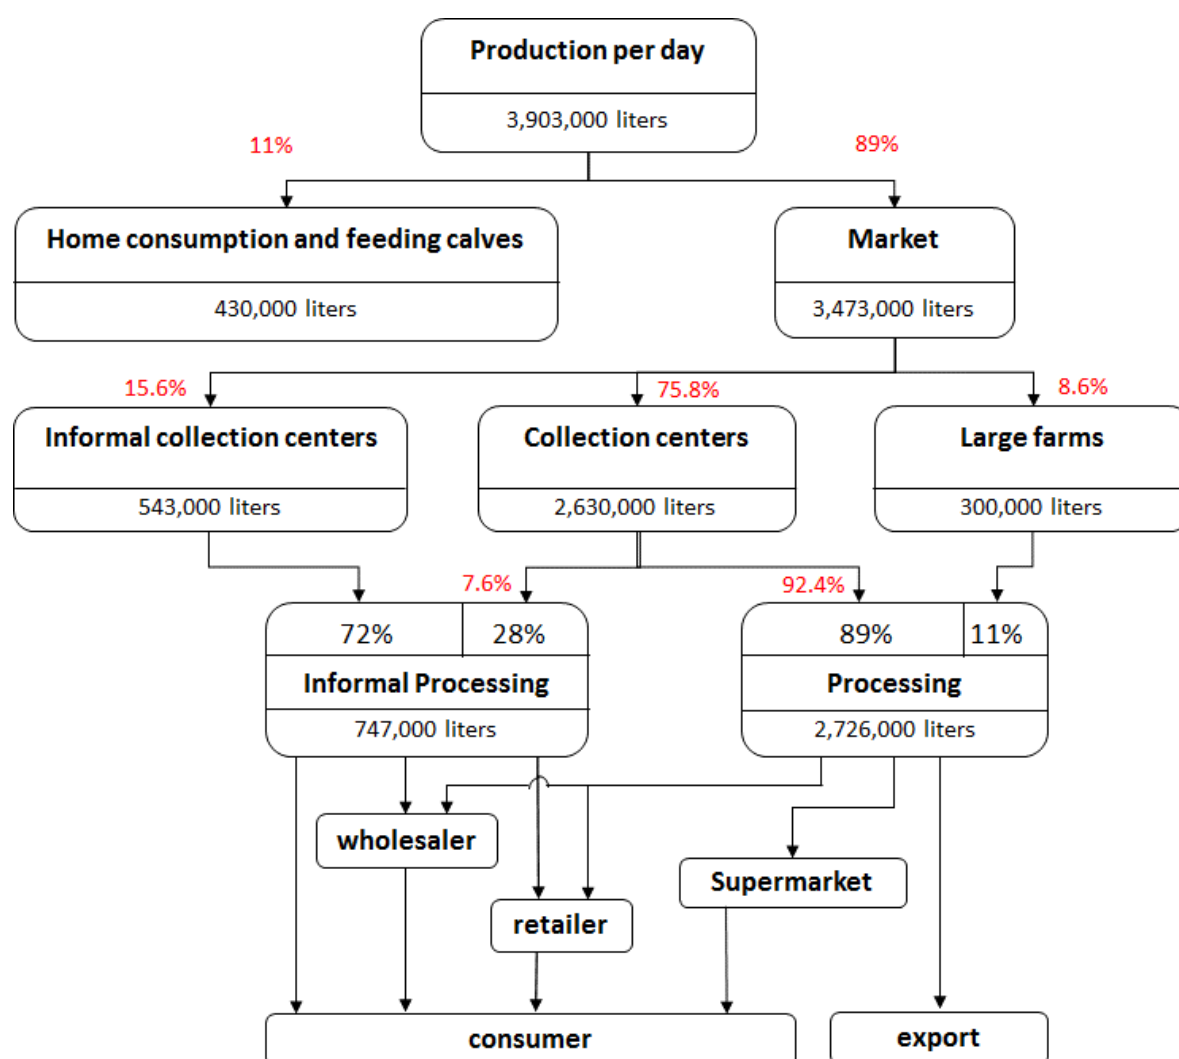 Production per day
3,903,000 liters
11%
89%
Home consumption and feeding calves
Market
430,000 liters
3,473,000 liters
15.6%
75.8%
8.6%
Informal collection centers
Collection centers
Large farms
543,000 liters
2,630,000 liters
300,000 liters
7.6%
92.4%
72%
28%
89%
11%
Informal Processing
Processing
747,000 liters
2,726,000 liters
wholesaler
Supermarket
retailer
consumer
export